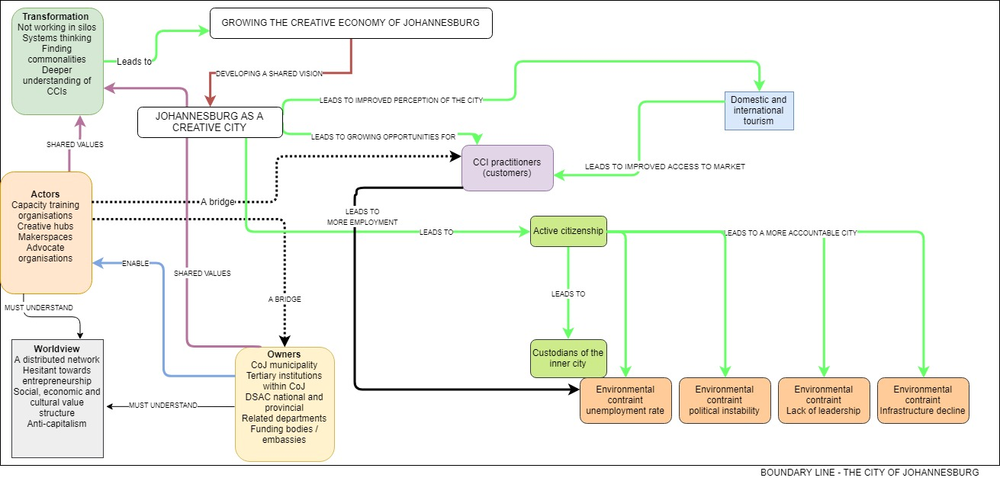 Transformation
Not working in silos
Systems thinking
Finding
commonalities
Deeper
understanding of
CCIs
Leads to
GROWING THE CREATIVE ECONOMY OF JOHANNESBURG
DEVELOPING A SHARED VISION
JOHANNESBURG AS A
CREATIVE CITY
LEADS TO IMPROVED PERCEPTION OF THE CITY
Domestic and
international
tourism
LEADS TO GROWING OPPORTUNITIES FOR
SHARED VALUES
CCI practitioners
(customers)
LEADS TO IMPROVED ACCESS TO MARKET
Actors
Capacity training
organisations
Creative hubs
Makerspaces
Advocate
organisations
A bridge
LEADS TO
MORE EMPLOYMENT
LEADS TO
Active citizenship
LEADS TO A MORE ACCOUNTABLE CITY
ENABLE
SHARED VALUES
A BRIDGE
LEADS TO
MUST UNDERSTAND
Worldview
A distributed network
Hesitant towards
entrepreneurship
Social, economic and
cultural value
structure
Anti-capitalism
MUST UNDERSTAND
Owners
CoJ municipality
Tertiary institutions
within CoJ
DSAC national and
provincial
Related departments
Funding bodies /
embassies
Custodians of the
inner city
Environmental
contraint
unemployment rate
Environmental
contraint
political instability
Environmental
contraint
Lack of leadership
Environmental
contraint
Infrastructure decline
BOUNDARY LINE - THE CITY OF JOHANNESBURG